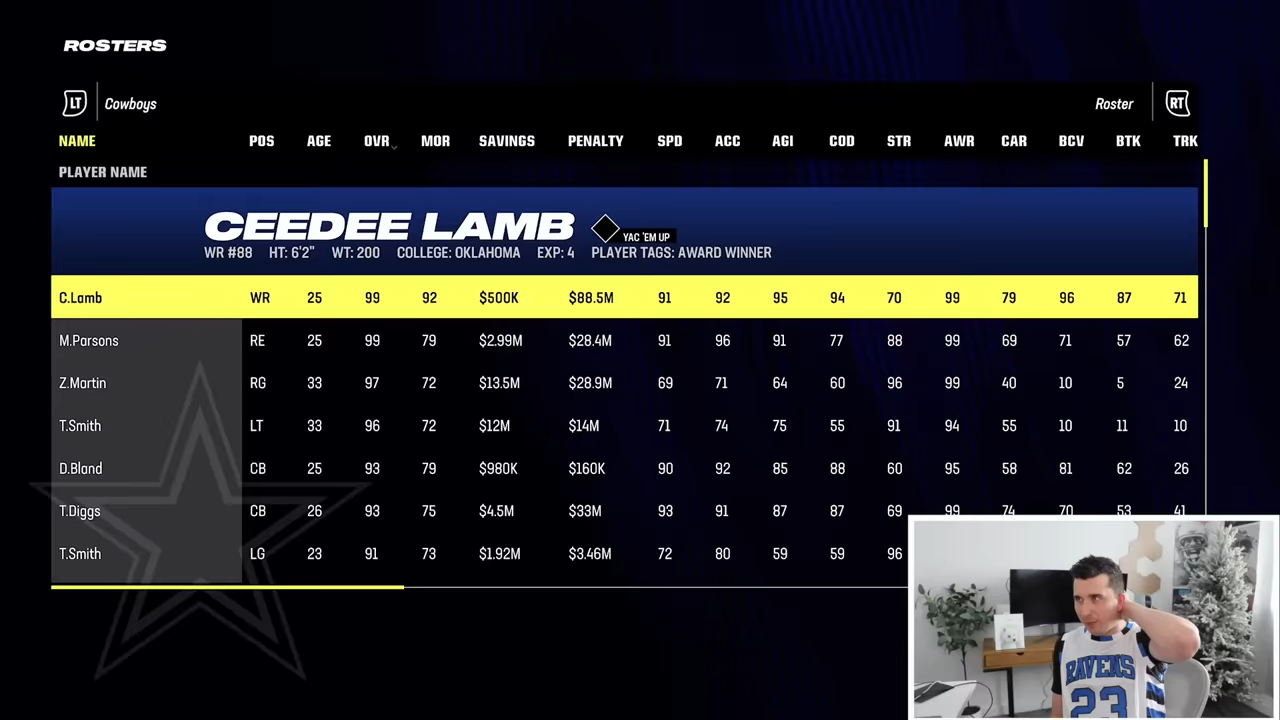 ROSTERS
LT Cowboys Roster RT
NAME POS AGE OVR MOR SAVINGS PENALTY SPD ACC AGI COD STR AWR CAR BCV BTK TRK
PLAYER NAME
CEEDEE LAMB YAC 'EM UP
WR #88 HT: 6'2" WT: 200 COLLEGE: OKLAHOMA EXP: 4 PLAYER TAGS: AWARD WINNER
C.Lamb WR 25 99 92 $500K $88.5M 91 92 95 94 70 99 79 96 87 71
M.Parsons RE 25 99 79 $2.99M $28.4M 91 96 91 77 88 99 69 71 57 62
Z.Martin RG 33 97 72 $13.5M $28.9M 69 71 64 60 96 99 40 10 5 24
T.Smith LT 33 96 72 $12M $14M 71 74 75 55 91 94 55 10 11 10
D.Bland CB 25 93 79 $980K $160K 90 92 85 88 60 95 58 81 62 26
T.Diggs CB 26 93 75 $4.5M $33M 93 91 87 87 69 99 74 70 53 41
T.Smith LG 23 91 73 $1.92M $3.46M 72 80 59 59 96
RAVENS
23